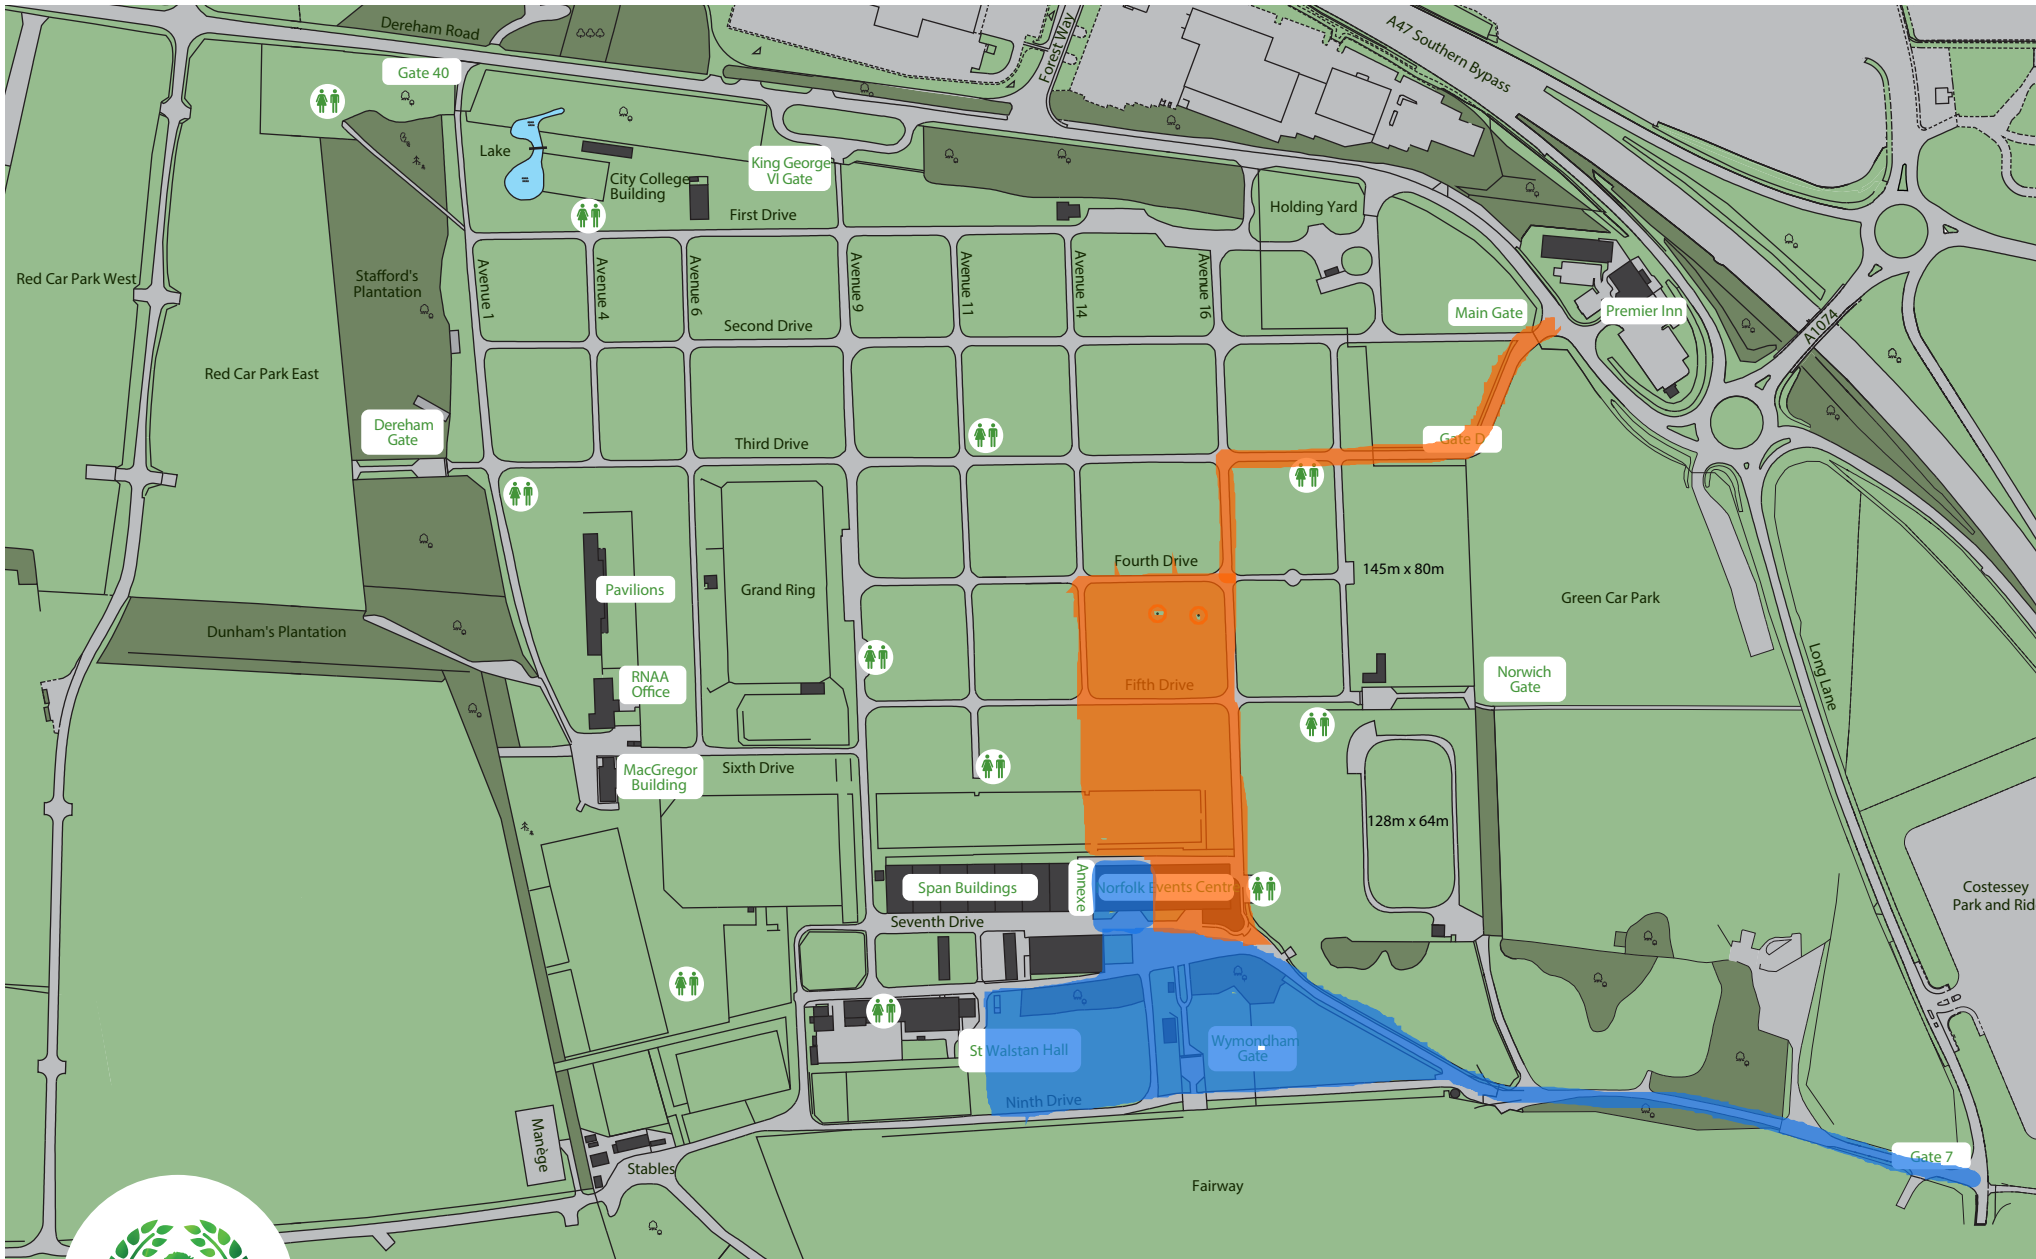 Dereham Road
Forest Way
A47 Southern Bypass
Gate 40
Lake
King George
VI Gate
City College
Building
First Drive
Holding Yard
Red Car Park West
Stafford's
Plantation
Avenue 1
Avenue 4
Avenue 6
Avenue 9
Avenue 11
Avenue 14
Avenue 16
Main Gate
Premier Inn
A1074
Second Drive
Red Car Park East
Dereham
Gate
Third Drive
Gate D
Fourth Drive
145m x 80m
Pavilions
Grand Ring
Green Car Park
Dunham's Plantation
RNAA
Office
Fifth Drive
Norwich
Gate
Long Lane
MacGregor
Building
Sixth Drive
128m x 64m
Span Buildings
Annexe
Norfolk Events Centre
Costessey
Park and Rid
Seventh Drive
St Walstan Hall
Wymondham
Gate
Ninth Drive
Manège
Stables
Gate 7
Fairway